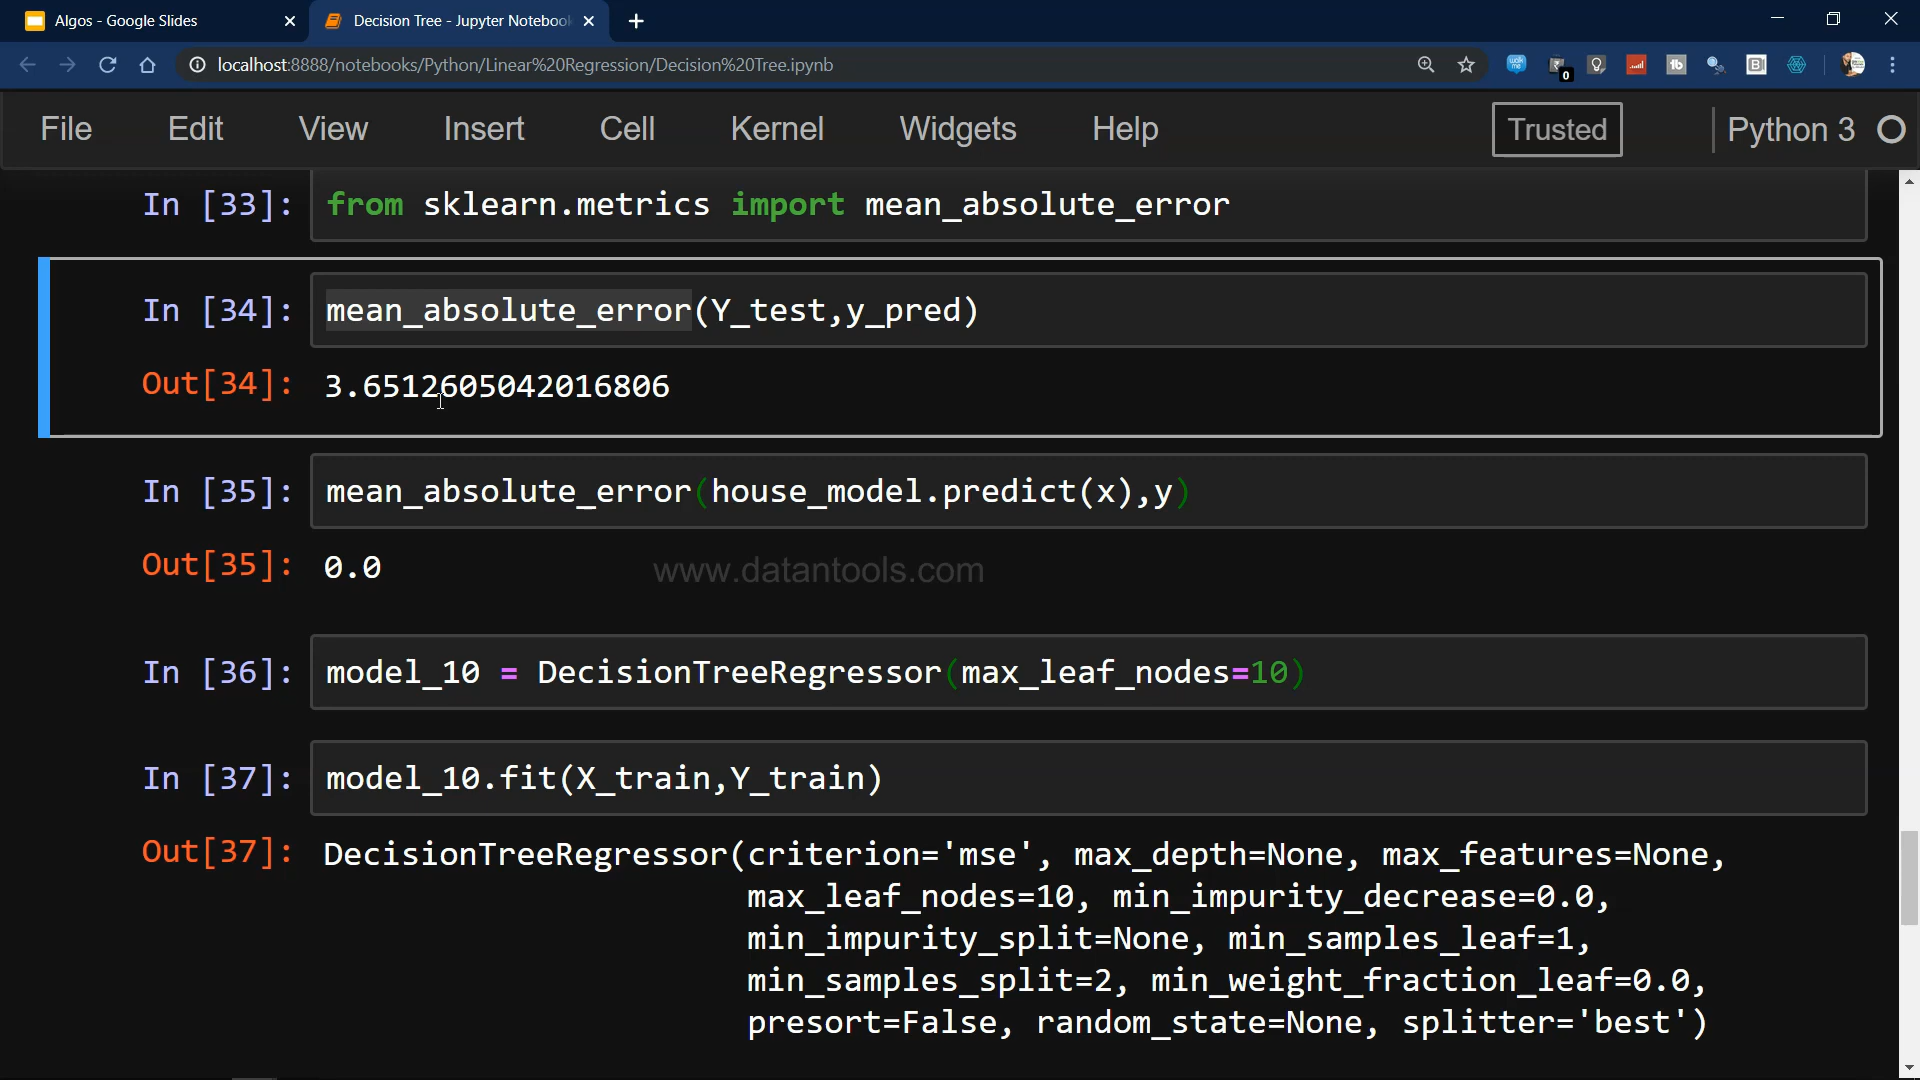 Algos - Google Slides
Decision Tree - Jupyter Notebook
localhost:8888/notebooks/Python/Linear%20Regression/Decision%20Tree.ipynb
0
File Edit View Insert Cell Kernel Widgets Help Trusted Python 3
In [33]: from sklearn.metrics import mean_absolute_error
In [34]: mean_absolute_error(Y_test,y_pred)
Out[34]: 3.6512605042016806
In [35]: mean_absolute_error(house_model.predict(x),y)
Out[35]: 0.0
www.datantools.com
In [36]: model_10 = DecisionTreeRegressor(max_leaf_nodes=10)
In [37]: model_10.fit(X_train,Y_train)
Out[37]: DecisionTreeRegressor(criterion='mse', max_depth=None, max_features=None,
max_leaf_nodes=10, min_impurity_decrease=0.0,
min_impurity_split=None, min_samples_leaf=1,
min_samples_split=2, min_weight_fraction_leaf=0.0,
presort=False, random_state=None, splitter='best')